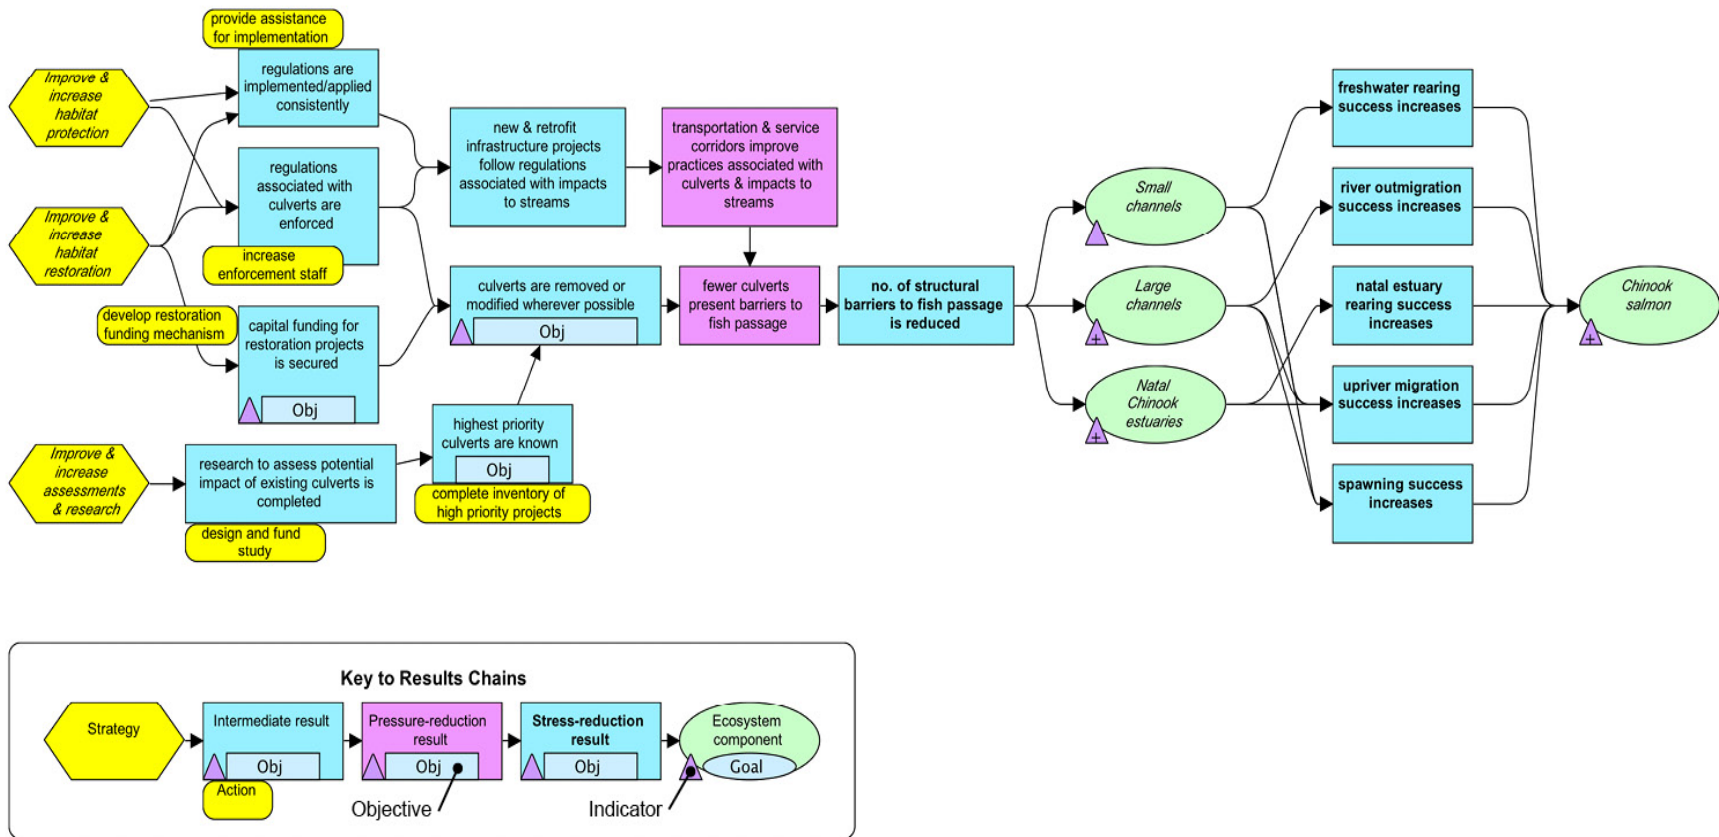 provide assistance
for implementation
Improve &
increase
habitat
protection
regulations are
implemented/applied
consistently
new & retrofit
infrastructure projects
follow regulations
associated with impacts
to streams
transportation & service
corridors improve
practices associated with
culverts & impacts to
streams
freshwater rearing
success increases
Small
channels
river outmigration
success increases
regulations
associated with
culverts are
enforced
Improve &
increase
habitat
restoration
increase
enforcement staff
culverts are removed or
modified wherever possible
Obj
fewer culverts
present barriers to
fish passage
no. of structural
barriers to fish passage
is reduced
Large
channels
+
natal estuary
rearing success
increases
Chinook
salmon
+
develop restoration
funding mechanism
capital funding for
restoration projects
is secured
Obj
Natal
Chinook
estuaries
+
upriver migration
success increases
highest priority
culverts are known
Obj
complete inventory of
high priority projects
Improve &
increase
assessments
& research
research to assess potential
impact of existing culverts is
completed
design and fund
study
spawning success
increases
Key to Results Chains
Strategy
Intermediate result
Obj
Action
Pressure-reduction
result
Obj
Stress-reduction
result
Obj
Ecosystem
component
Goal
Objective
Indicator